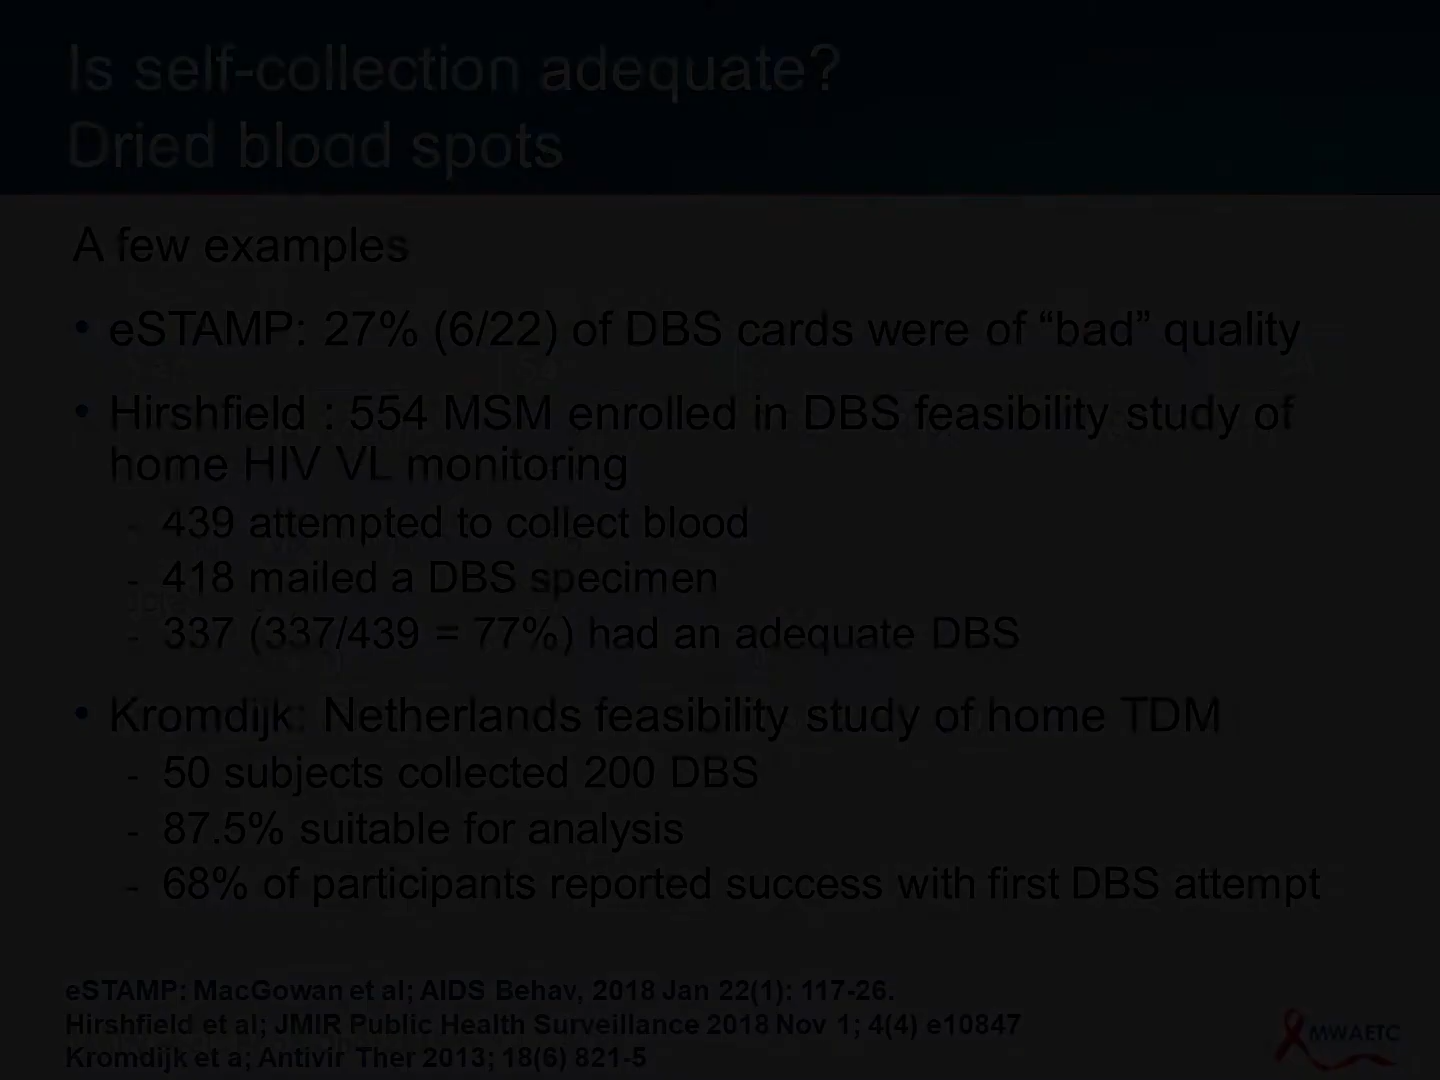 Is self-collection adequate?
Dried blood spots
A few examples
• eSTAMP: 27% (6/22) of DBS cards were of “bad” quality
• Hirshfield : 554 MSM enrolled in DBS feasibility study of
home HIV VL monitoring
- 439 attempted to collect blood
- 418 mailed a DBS specimen
- 337 (337/439 = 77%) had an adequate DBS
• Kromdijk: Netherlands feasibility study of home TDM
- 50 subjects collected 200 DBS
- 87.5% suitable for analysis
- 68% of participants reported success with first DBS attempt
eSTAMP: MacGowan et al; AIDS Behav, 2018 Jan 22(1): 117-26.
Hirshfield et al; JMIR Public Health Surveillance 2018 Nov 1; 4(4) e10847
Kromdijk et a; Antivir Ther 2013; 18(6) 821-5
MWAETC